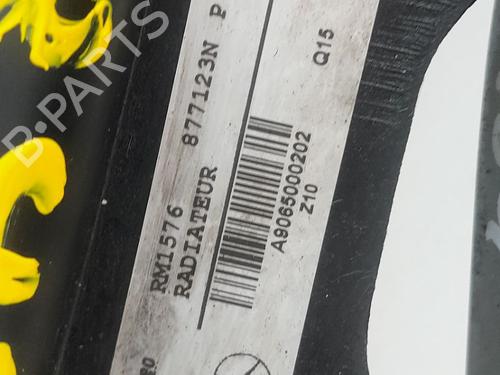 RM1576
RADIATEUR 877123N P
A9065000202
Z10
Q15
B-PARTS